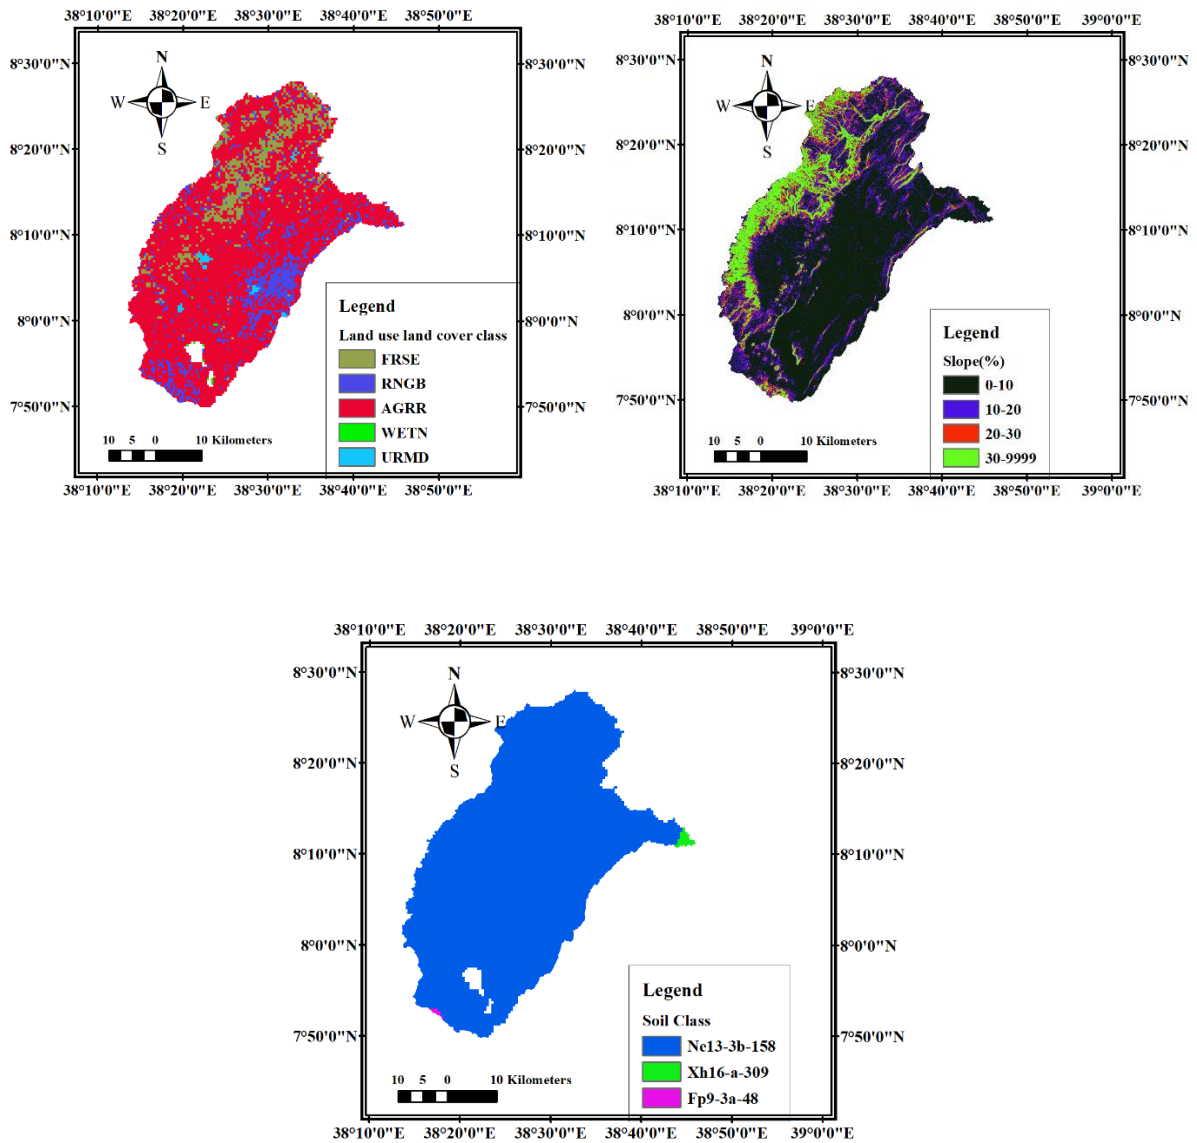 38°10'0"E 38°20'0"E 38°30'0"E 38°40'0"E 38°50'0"E
8°30'0"N 8°30'0"N
8°20'0"N 8°20'0"N
8°10'0"N 8°10'0"N
8°0'0"N 8°0'0"N
7°50'0"N 7°50'0"N
N
W E
S
Legend
Land use land cover class
FRSE
RNGB
AGRR
WETN
URMD
10 5 0 10 Kilometers
38°10'0"E 38°20'0"E 38°30'0"E 38°40'0"E 38°50'0"E
38°10'0"E 38°20'0"E 38°30'0"E 38°40'0"E 38°50'0"E 39°0'0"E
8°30'0"N 8°30'0"N
8°20'0"N 8°20'0"N
8°10'0"N 8°10'0"N
8°0'0"N 8°0'0"N
7°50'0"N 7°50'0"N
N
W E
S
Legend
Slope(%)
0-10
10-20
20-30
30-9999
10 5 0 10 Kilometers
38°10'0"E 38°20'0"E 38°30'0"E 38°40'0"E 38°50'0"E 39°0'0"E
38°10'0"E 38°20'0"E 38°30'0"E 38°40'0"E 38°50'0"E 39°0'0"E
8°30'0"N 8°30'0"N
8°20'0"N 8°20'0"N
8°10'0"N 8°10'0"N
8°0'0"N 8°0'0"N
7°50'0"N 7°50'0"N
N
W E
S
Legend
Soil Class
Ne13-3b-158
Xh16-a-309
Fp9-3a-48
10 5 0 10 Kilometers
38°10'0"E 38°20'0"E 38°30'0"E 38°40'0"E 38°50'0"E 39°0'0"E